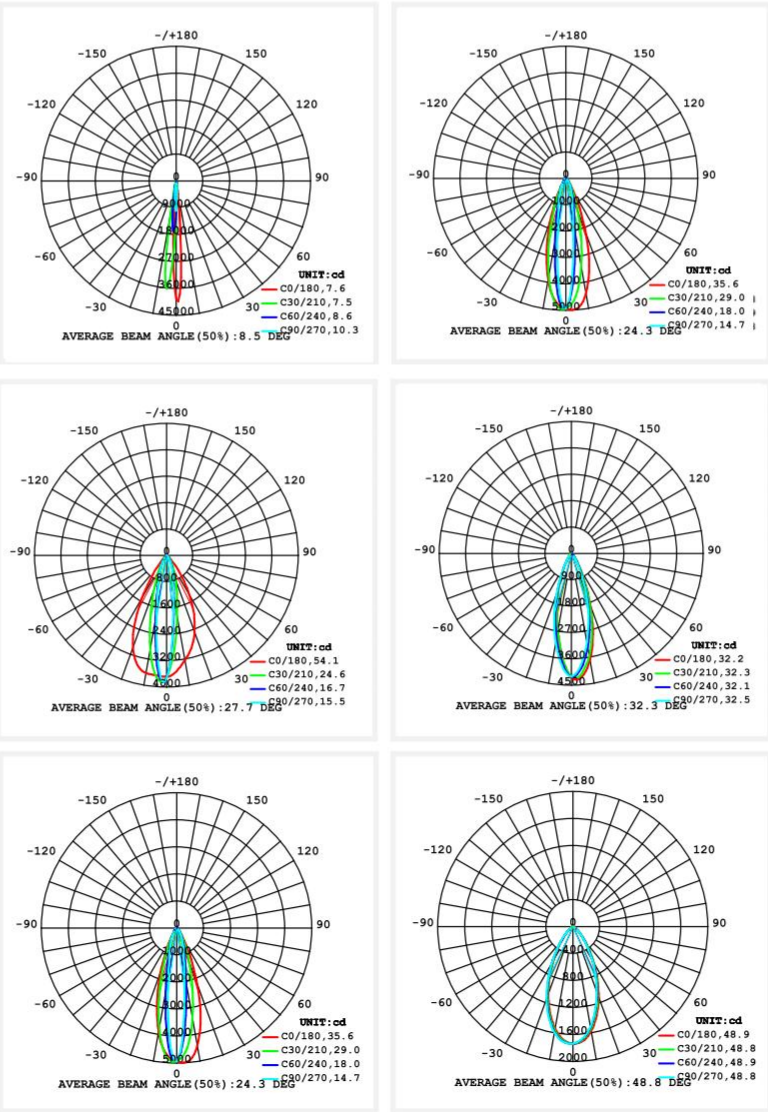 -/+180
-150 150
-120 120
-90 0 90
9000
18000
27000
-60 60
36000
UNIT:cd
-30 30
C0/180,7.6
45000
C30/210,7.5
0
C60/240,8.6
C90/270,10.3
AVERAGE BEAM ANGLE(50%):8.5 DEG
-/+180
-150 150
-120 120
-90 0 90
1000
2000
3000
-60 60
4000
UNIT:cd
-30 30
C0/180,35.6
5000
C30/210,29.0
0
C60/240,18.0
C90/270,14.7
AVERAGE BEAM ANGLE(50%):24.3 DEG
-/+180
-150 150
-120 120
-90 0 90
800
1600
2400
-60 60
3200
UNIT:cd
-30 30
C0/180,54.1
4000
C30/210,24.6
0
C60/240,16.7
C90/270,15.5
AVERAGE BEAM ANGLE(50%):27.7 DEG
-/+180
-150 150
-120 120
-90 0 90
900
1800
2700
-60 60
3600
UNIT:cd
-30 30
C0/180,32.2
4500
C30/210,32.3
0
C60/240,32.1
C90/270,32.5
AVERAGE BEAM ANGLE(50%):32.3 DEG
-/+180
-150 150
-120 120
-90 0 90
1000
2000
3000
-60 60
4000
UNIT:cd
-30 30
C0/180,35.6
5000
C30/210,29.0
0
C60/240,18.0
C90/270,14.7
AVERAGE BEAM ANGLE(50%):24.3 DEG
-/+180
-150 150
-120 120
-90 0 90
400
800
1200
-60 60
1600
UNIT:cd
-30 30
C0/180,48.9
2000
C30/210,48.8
0
C60/240,48.9
C90/270,48.8
AVERAGE BEAM ANGLE(50%):48.8 DEG